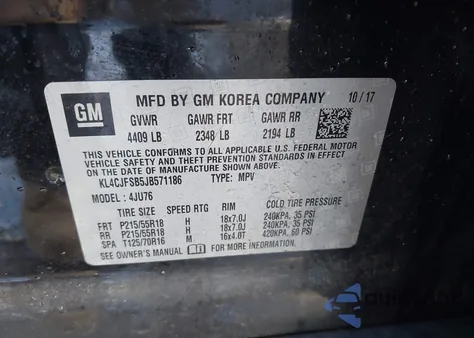 GM
MFD BY GM KOREA COMPANY 10/17
GVWR GAWR FRT GAWR RR
4409 LB 2348 LB 2194 LB
THIS VEHICLE CONFORMS TO ALL APPLICABLE U.S. FEDERAL MOTOR
VEHICLE SAFETY AND THEFT PREVENTION STANDARDS IN
EFFECT ON THE DATE OF MANUFACTURE SHOWN ABOVE.
KL4CJFSB5JB571186 TYPE: MPV
MODEL: 4JU76
TIRE SIZE SPEED RTG RIM COLD TIRE PRESSURE
FRT P215/55R18 H 18x7.0J 240KPA, 35 PSI
RR P215/55R18 H 18x7.0J 240KPA, 35 PSI
SPA T125/70R16 M 16x4.0T 420KPA, 60 PSI
SEE OWNER'S MANUAL FOR MORE INFORMATION.